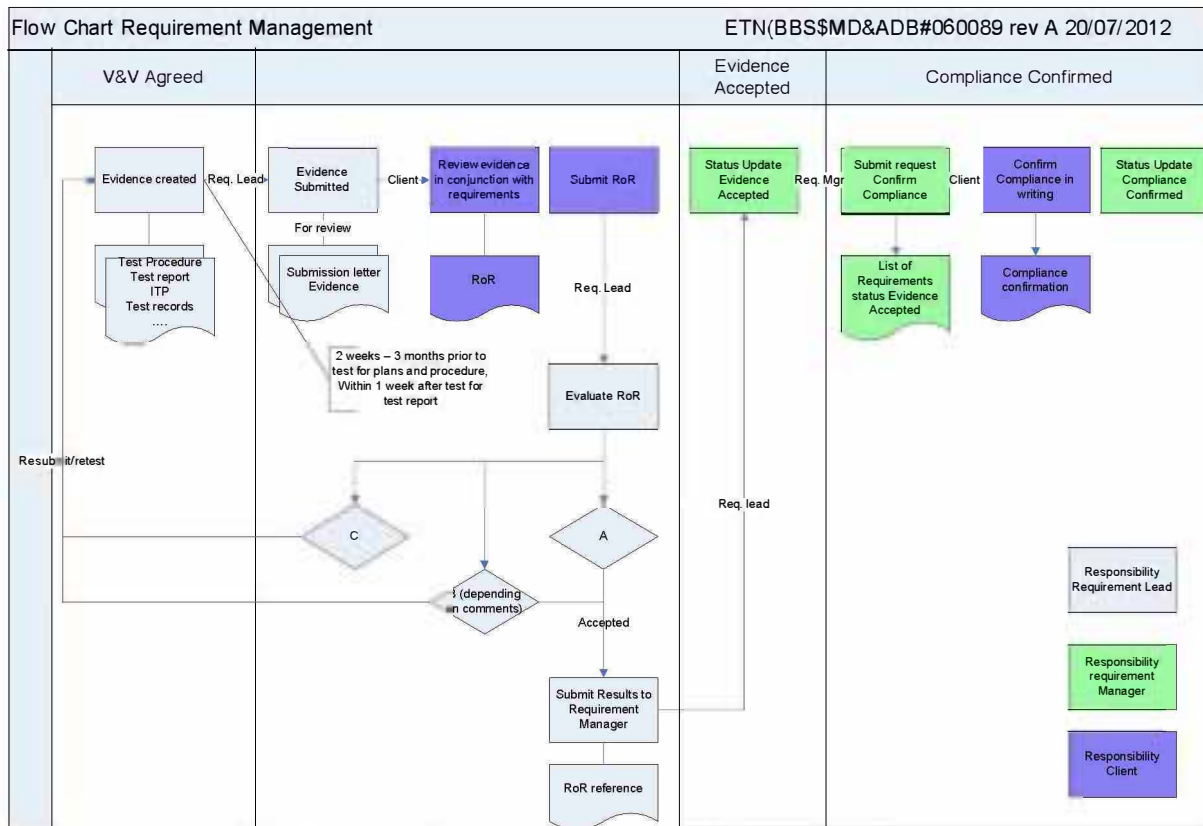 Flow Chart Requirement Management
ETN(BBS$MD&ADB#060089 rev A 20/07/2012
V&V Agreed
Evidence
Accepted
Compliance Confirmed
Evidence created
Req. Lead
Evidence
Submitted
Client
Review evidence
in conjunction with
requirements
Submit RoR
Status Update
Evidence
Accepted
Req. Mgr
Submit request
Confirm
Compliance
Client
Confirm
Compliance in
writing
Status Update
Compliance
Confirmed
For review
Test Procedure
Test report
ITP
Test records
....
Submission letter
Evidence
RoR
Req. Lead
List of
Requirements
status Evidence
Accepted
Compliance
confirmation
2 weeks – 3 months prior to
test for plans and procedure,
Within 1 week after test for
test report
Evaluate RoR
Resubmit/retest
C
A
Req. lead
(depending
comments)
Accepted
Submit Results to
Requirement
Manager
RoR reference
Responsibility
Requirement Lead
Responsibility
requirement
Manager
Responsibility
Client